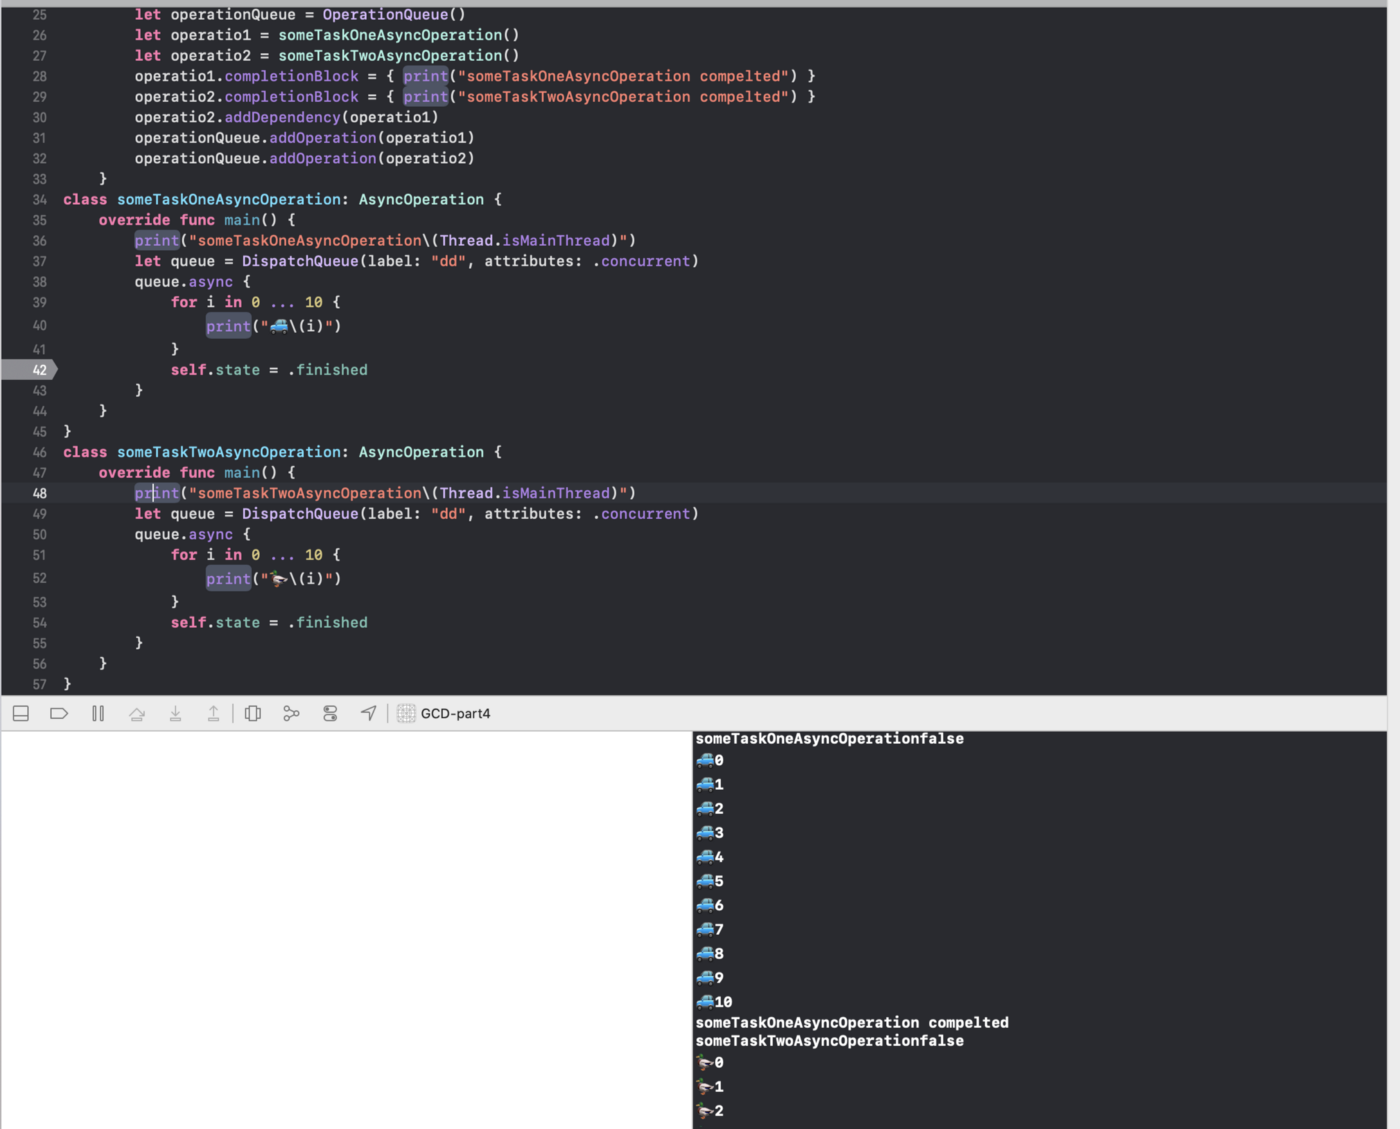 25 let operationQueue = OperationQueue()
26 let operatio1 = someTaskOneAsyncOperation()
27 let operatio2 = someTaskTwoAsyncOperation()
28 operatio1.completionBlock = { print("someTaskOneAsyncOperation compelted") }
29 operatio2.completionBlock = { print("someTaskTwoAsyncOperation compelted") }
30 operatio2.addDependency(operatio1)
31 operationQueue.addOperation(operatio1)
32 operationQueue.addOperation(operatio2)
33 }
34 class someTaskOneAsyncOperation: AsyncOperation {
35 override func main() {
36 print("someTaskOneAsyncOperation\(Thread.isMainThread)")
37 let queue = DispatchQueue(label: "dd", attributes: .concurrent)
38 queue.async {
39 for i in 0 ... 10 {
40 print("🚙\(i)")
41 }
42 self.state = .finished
43 }
44 }
45 }
46 class someTaskTwoAsyncOperation: AsyncOperation {
47 override func main() {
48 print("someTaskTwoAsyncOperation\(Thread.isMainThread)")
49 let queue = DispatchQueue(label: "dd", attributes: .concurrent)
50 queue.async {
51 for i in 0 ... 10 {
52 print("🦆\(i)")
53 }
54 self.state = .finished
55 }
56 }
57 }
GCD-part4
someTaskOneAsyncOperationfalse
🚙0
🚙1
🚙2
🚙3
🚙4
🚙5
🚙6
🚙7
🚙8
🚙9
🚙10
someTaskOneAsyncOperation compelted
someTaskTwoAsyncOperationfalse
🦆0
🦆1
🦆2